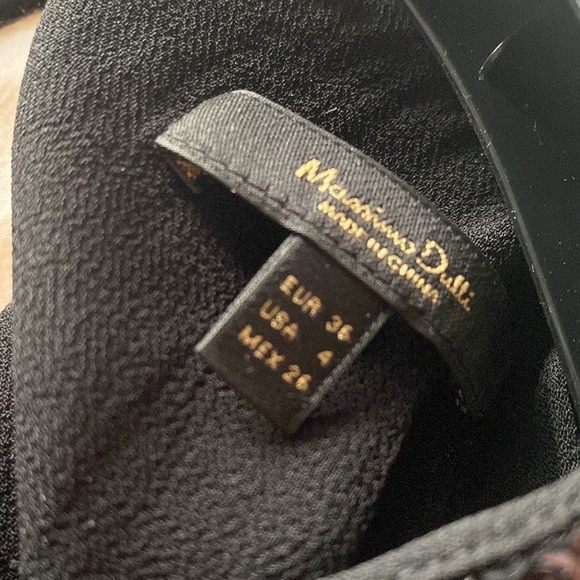 Massimo Dutti
MADE IN CHINA
EUR 36
USA 4
MEX 26